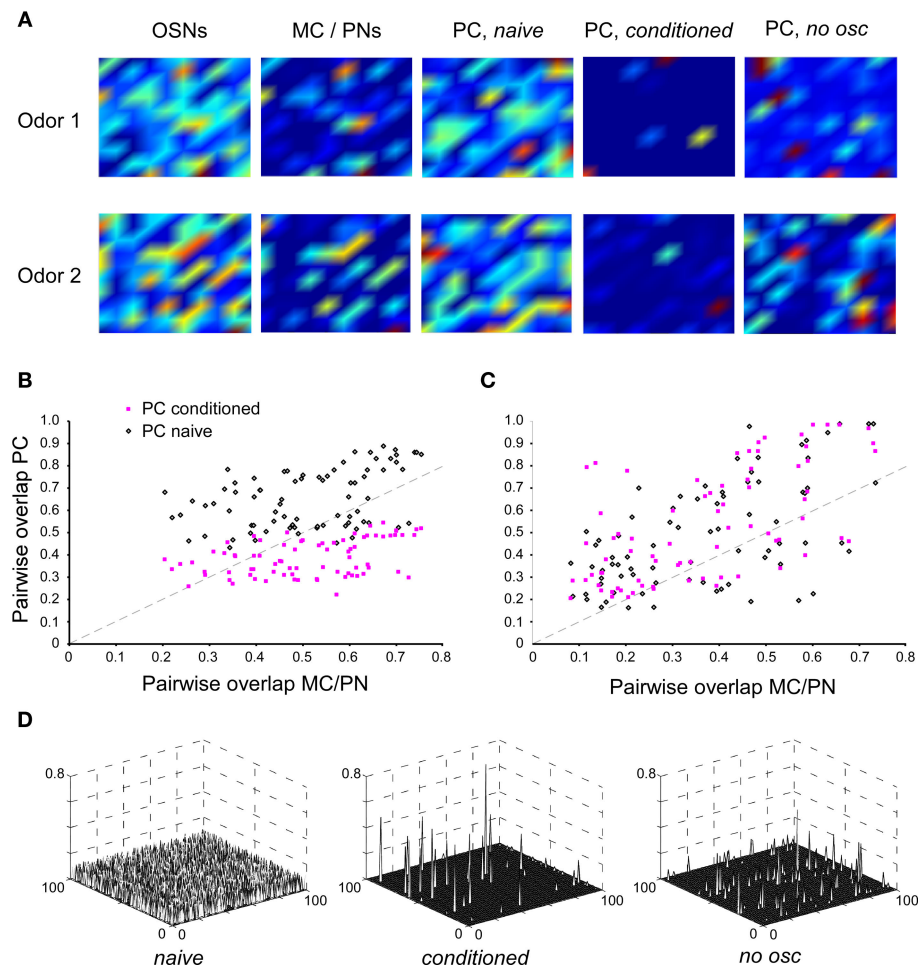 A
OSNs MC / PNs PC, naive PC, conditioned PC, no osc
Odor 1
Odor 2
B
C
PC conditioned
PC naive
Pairwise overlap PC
1.0
0.9
0.8
0.7
0.6
0.5
0.4
0.3
0.2
0.1
0
0 0.1 0.2 0.3 0.4 0.5 0.6 0.7 0.8
Pairwise overlap MC/PN
1.0
0.9
0.8
0.7
0.6
0.5
0.4
0.3
0.2
0.1
0
0 0.1 0.2 0.3 0.4 0.5 0.6 0.7 0.8
Pairwise overlap MC/PN
D
0.8
100
0 0
100
naive
0.8
100
0 0
100
conditioned
0.8
100
0 0
100
no osc